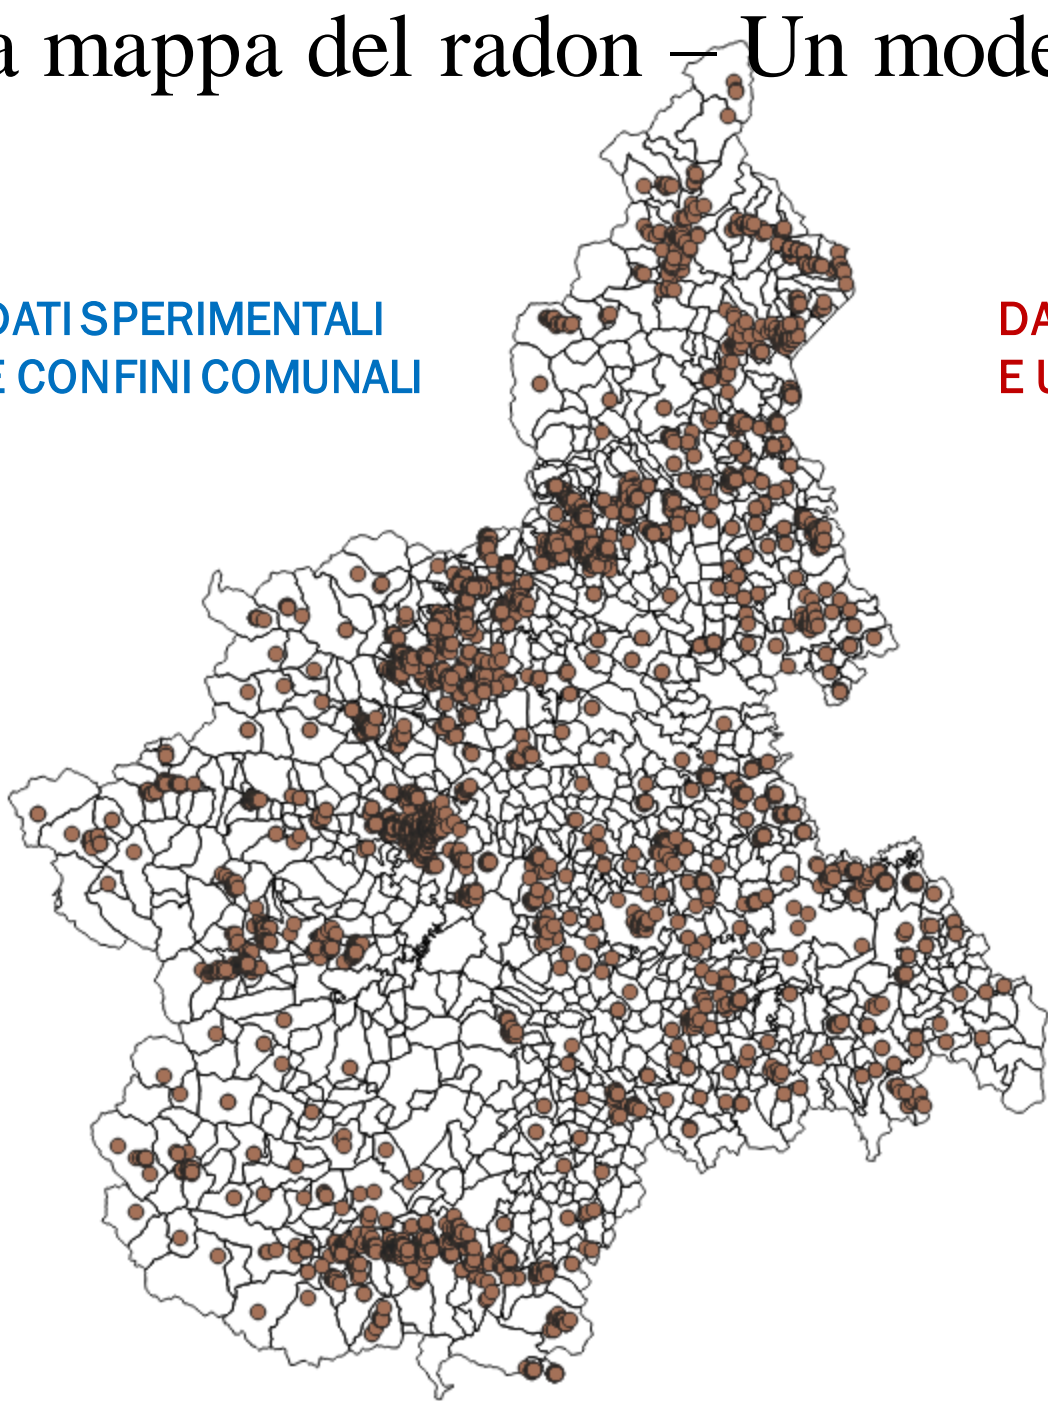 a mappa del radon – Un mode
DATI SPERIMENTALI
E CONFINI COMUNALI
DA
E U